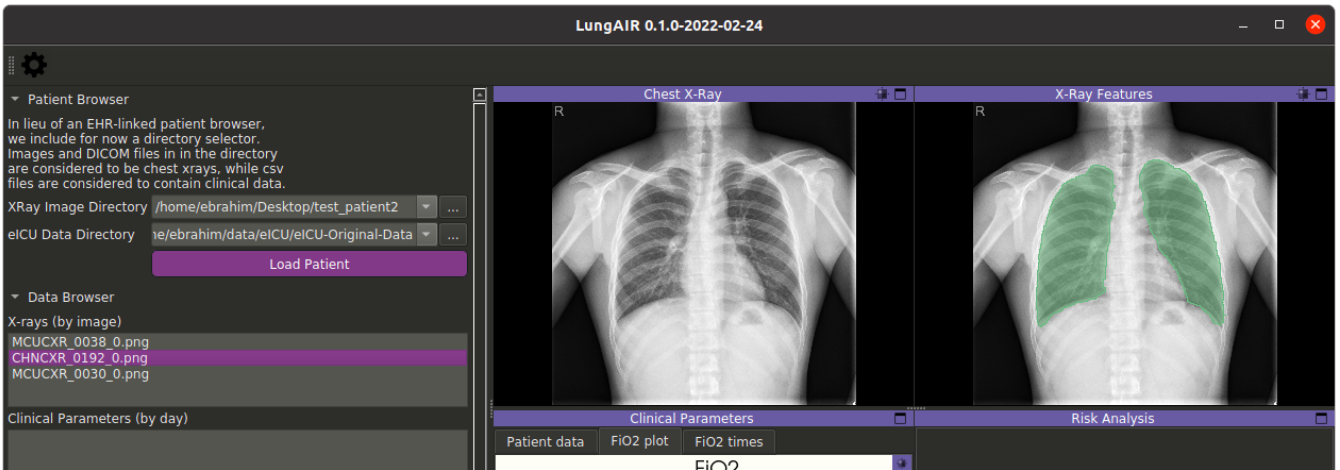 LungAIR 0.1.0-2022-02-24
Patient Browser
In lieu of an EHR-linked patient browser,
we include for now a directory selector.
Images and DICOM files in in the directory
are considered to be chest xrays, while csv
files are considered to contain clinical data.
XRay Image Directory /home/ebrahim/Desktop/test_patient2 ...
eICU Data Directory ne/ebrahim/data/eICU/eICU-Original-Data ...
Load Patient
Data Browser
X-rays (by image)
MCUCXR_0038_0.png
CHNCXR_0192_0.png
MCUCXR_0030_0.png
Clinical Parameters (by day)
Chest X-Ray
R
X-Ray Features
R
Clinical Parameters
Patient data FiO2 plot FiO2 times
FiO2
Risk Analysis